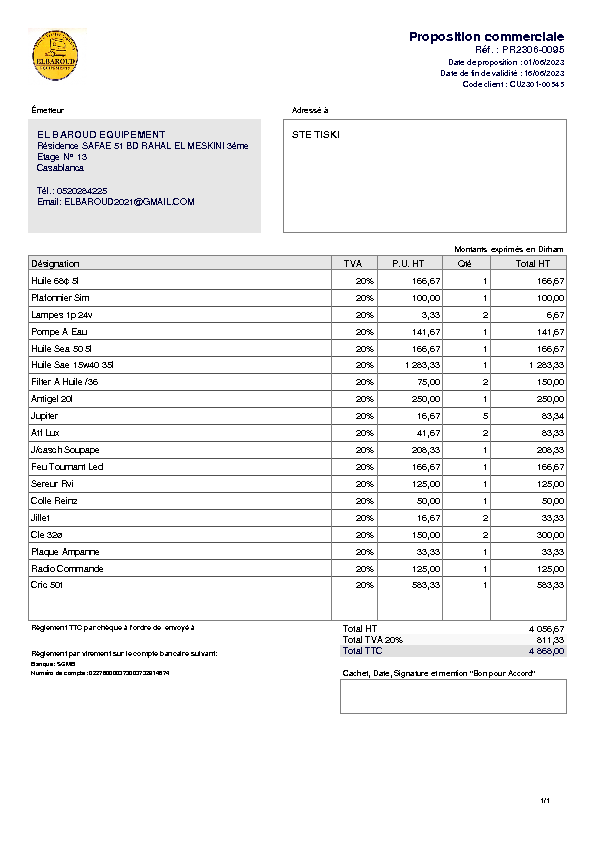 ELBAROUD
EQUIPEMENT
Proposition commerciale
Réf. : PR2306-0095
Date de proposition : 01/06/2023
Date de fin de validité : 16/06/2023
Code client : CU2301-00545
Émetteur
Adressé à
EL BAROUD EQUIPEMENT
Résidence SAFAE 51 BD RAHAL EL MESKINI 3éme
Etage N° 13
Casablanca
Tél.: 0520284225
Email: ELBAROUD2021@GMAIL.COM
STE TISKI
Montants exprimés en Dirham
Désignation TVA P.U. HT Qté Total HT
Huile 68¢ 5l 20% 166,67 1 166,67
Plafonnier Sim 20% 100,00 1 100,00
Lampes 1p 24v 20% 3,33 2 6,67
Pompe A Eau 20% 141,67 1 141,67
Huile Sea 50 5l 20% 166,67 1 166,67
Huile Sae 15w40 35l 20% 1 283,33 1 1 283,33
Filter A Huile /36 20% 75,00 2 150,00
Antigel 20l 20% 250,00 1 250,00
Jupiter 20% 16,67 5 83,34
Att Lux 20% 41,67 2 83,33
J/casch Soupape 20% 208,33 1 208,33
Feu Tournant Led 20% 166,67 1 166,67
Sereur Rvi 20% 125,00 1 125,00
Colle Reinz 20% 50,00 1 50,00
Jillet 20% 16,67 2 33,33
Cle 32ø 20% 150,00 2 300,00
Plaque Ampanne 20% 33,33 1 33,33
Radio Commande 20% 125,00 1 125,00
Cric 50t 20% 583,33 1 583,33
Règlement TTC par chèque à l'ordre de envoyé à
Total HT 4 056,67
Total TVA 20% 811,33
Total TTC 4 868,00
Règlement par virement sur le compte bancaire suivant:
Banque: SGMB
Numéro de compte:
Cachet, Date, Signature et mention "Bon pour Accord"
1/1